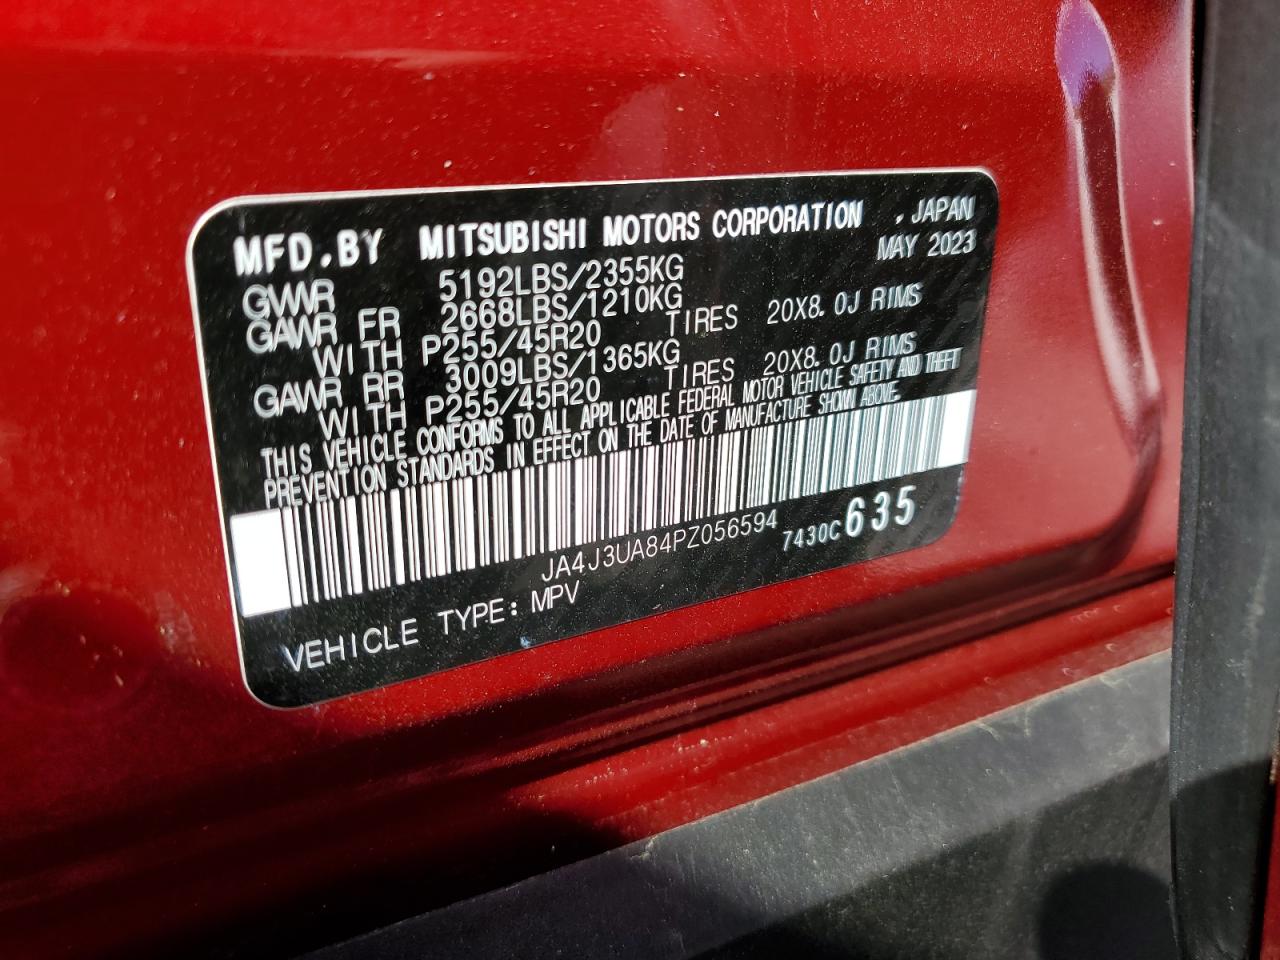 MFD.BY MITSUBISHI MOTORS CORPORATION , JAPAN
MAY 2023
GVWR 5192LBS/2355KG
GAWR FR 2668LBS/1210KG
WITH P255/45R20 TIRES 20X8.0J RIMS
GAWR RR 3009LBS/1365KG
WITH P255/45R20 TIRES 20X8.0J RIMS
THIS VEHICLE CONFORMS TO ALL APPLICABLE FEDERAL MOTOR VEHICLE SAFETY AND THEFT
PREVENTION STANDARDS IN EFFECT ON THE DATE OF MANUFACTURE SHOWN ABOVE.
JA4J3UA84PZ056594 7430C 635
VEHICLE TYPE: MPV